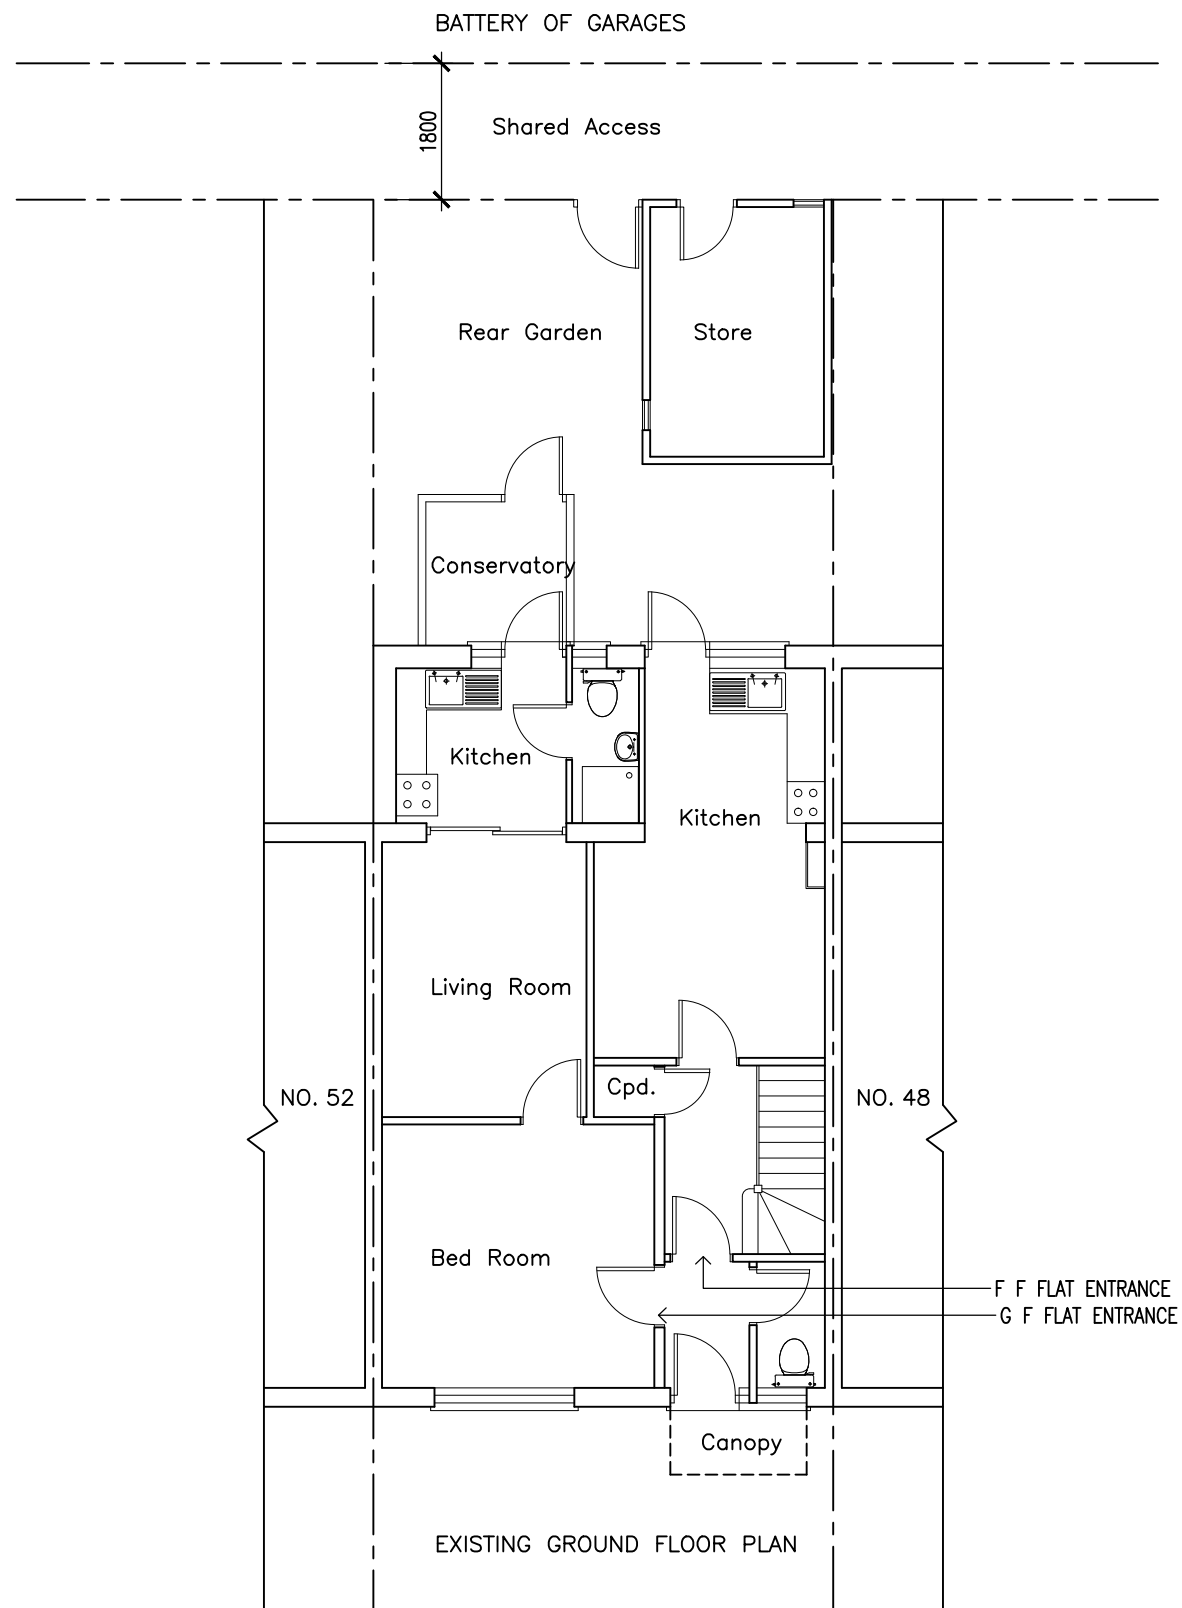 BATTERY OF GARAGES
1800
Shared Access
Rear Garden
Store
Conservatory
Kitchen
Kitchen
Living Room
Cpd.
NO. 52
NO. 48
Bed Room
F F FLAT ENTRANCE
G F FLAT ENTRANCE
Canopy
EXISTING GROUND FLOOR PLAN